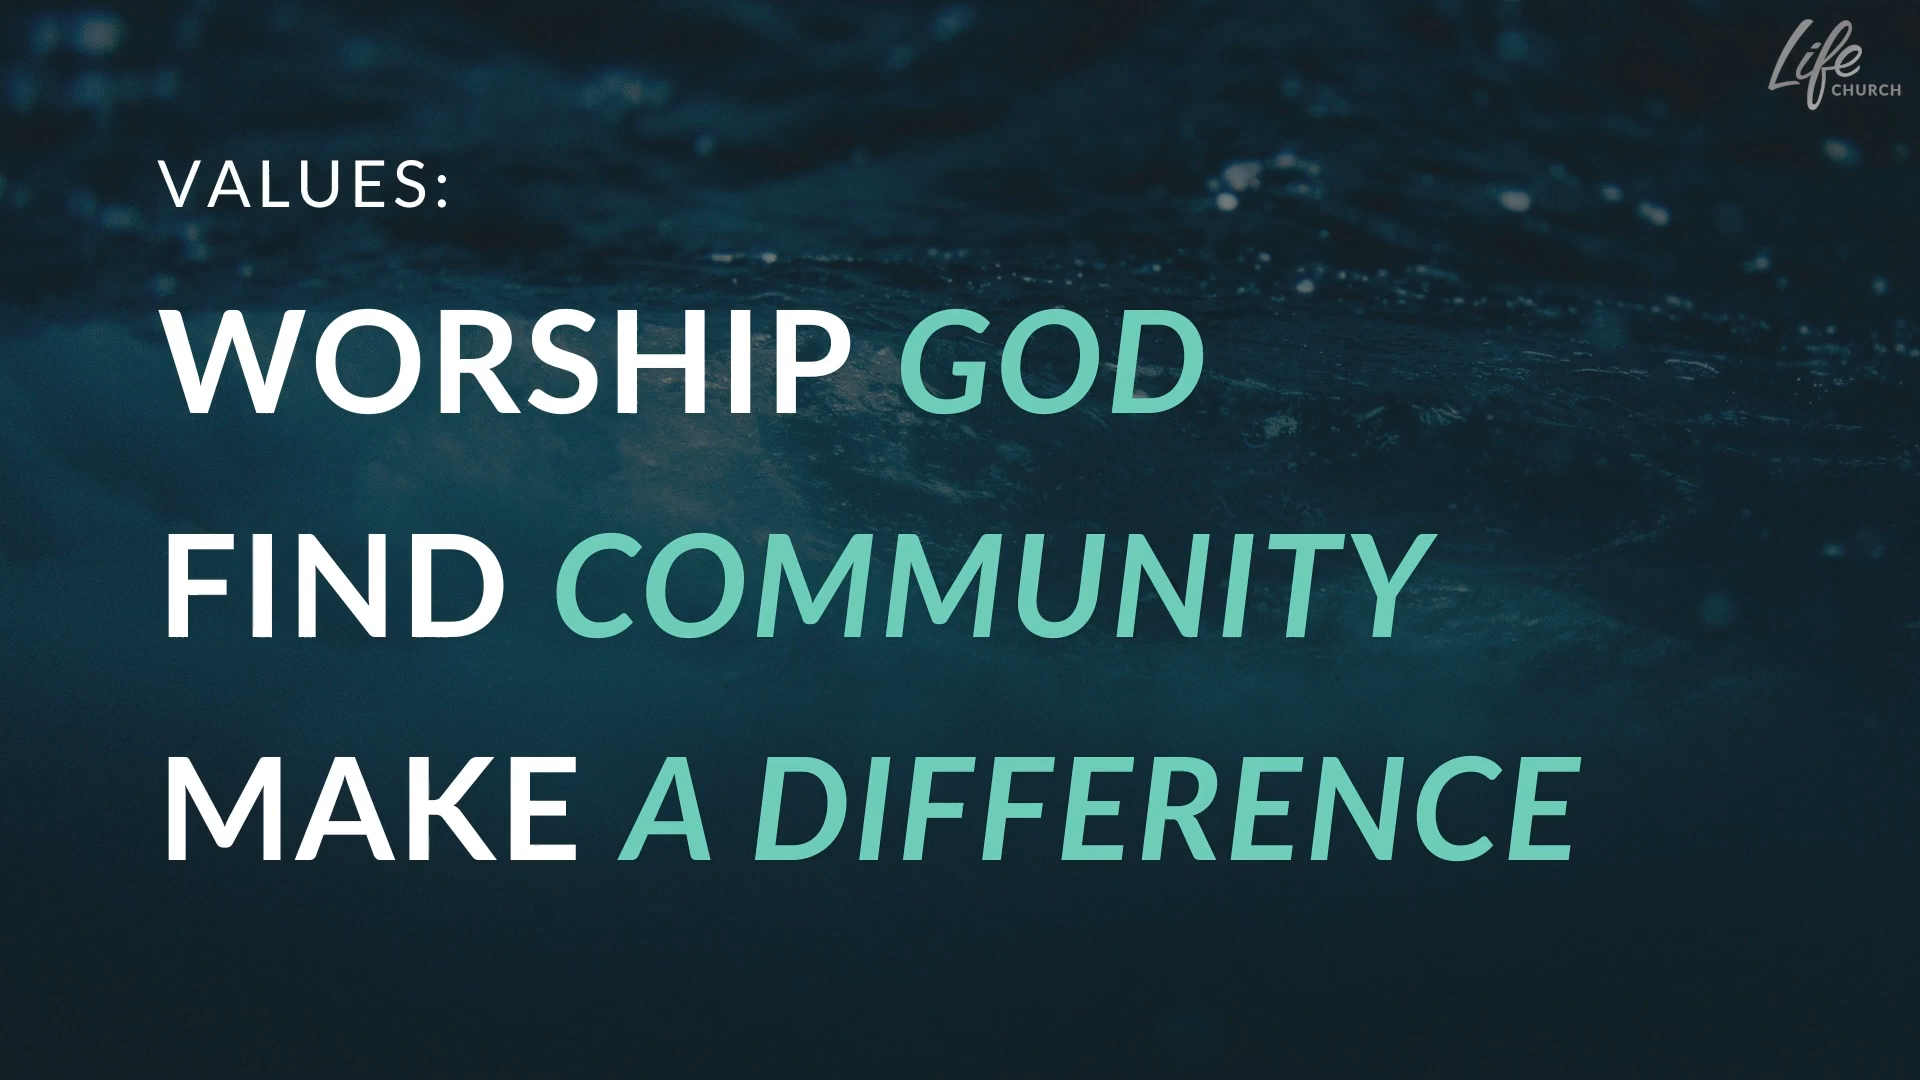 Life
CHURCH
VALUES:
WORSHIP GOD
FIND COMMUNITY
MAKE A DIFFERENCE